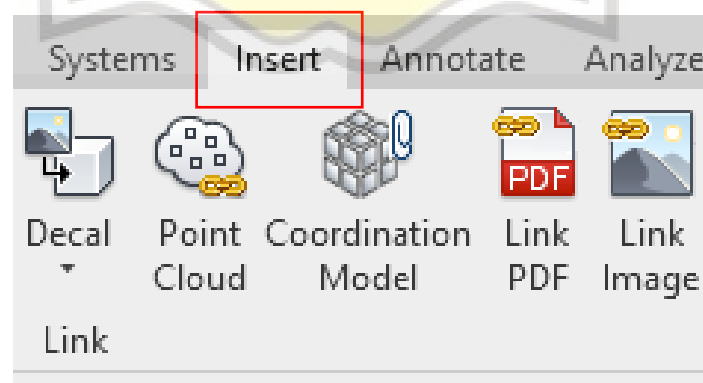 Systems Insert Annotate Analyze
PDF
Decal Point Coordination Link Link
Cloud Model PDF Image
Link